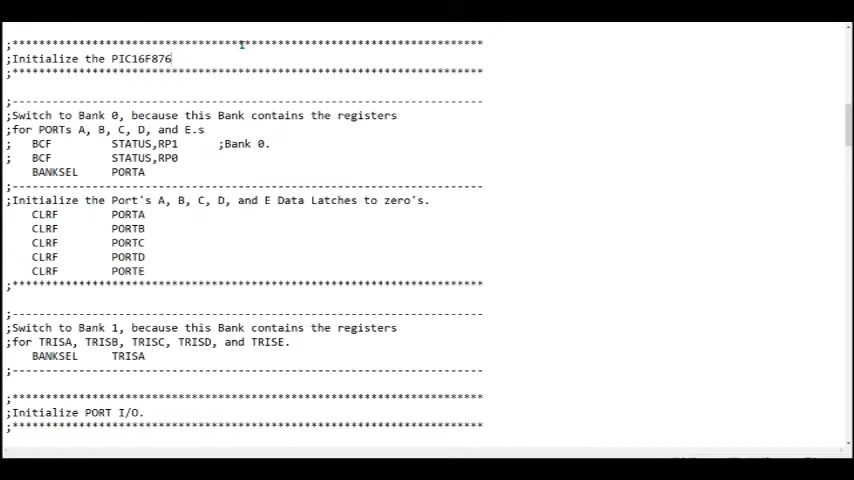 ;***********************************************************************
;Initialize the PIC16F876
;***********************************************************************
;-----------------------------------------------------------------------
;Switch to Bank 0, because this Bank contains the registers
;for PORTs A, B, C, D, and E.s
;   BCF         STATUS,RP1      ;Bank 0.
;   BCF         STATUS,RP0
    BANKSEL     PORTA
;-----------------------------------------------------------------------
;Initialize the Port's A, B, C, D, and E Data Latches to zero's.
    CLRF        PORTA
    CLRF        PORTB
    CLRF        PORTC
    CLRF        PORTD
    CLRF        PORTE
;***********************************************************************
;-----------------------------------------------------------------------
;Switch to Bank 1, because this Bank contains the registers
;for TRISA, TRISB, TRISC, TRISD, and TRISE.
    BANKSEL     TRISA
;-----------------------------------------------------------------------
;***********************************************************************
;Initialize PORT I/O.
;***********************************************************************